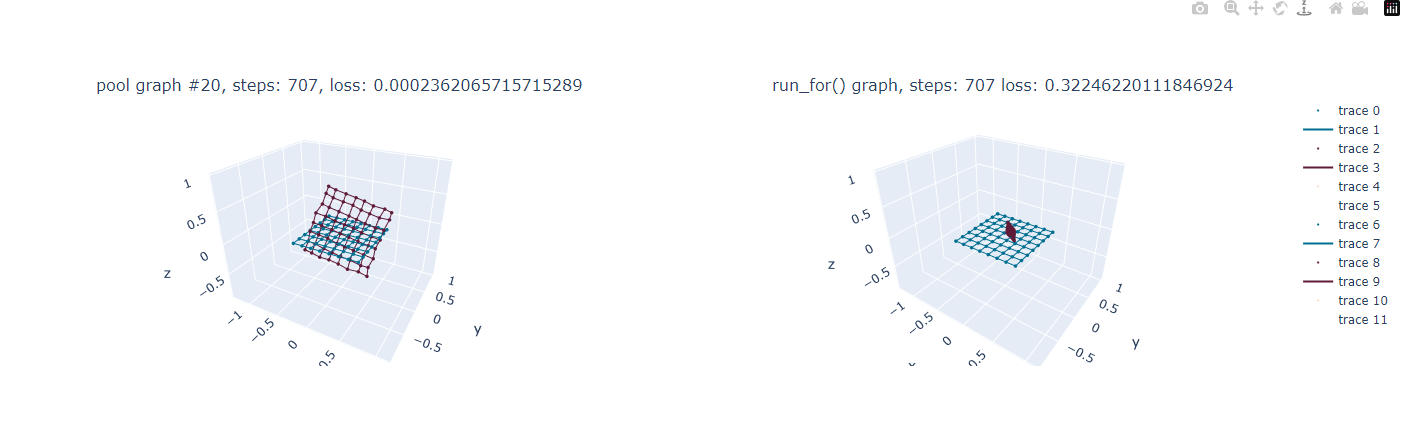 pool graph #20, steps: 707, loss: 0.0002362065715715289
1
0.5
0
−0.5
z
−1
−0.5
0
0.5
1
0.5
0
−0.5
y
run_for() graph, steps: 707 loss: 0.32246220111846924
1
0.5
0
−0.5
z
−1
−0.5
0
0.5
x
1
0.5
0
−0.5
y
z
trace 0
trace 1
trace 2
trace 3
trace 4
trace 5
trace 6
trace 7
trace 8
trace 9
trace 10
trace 11